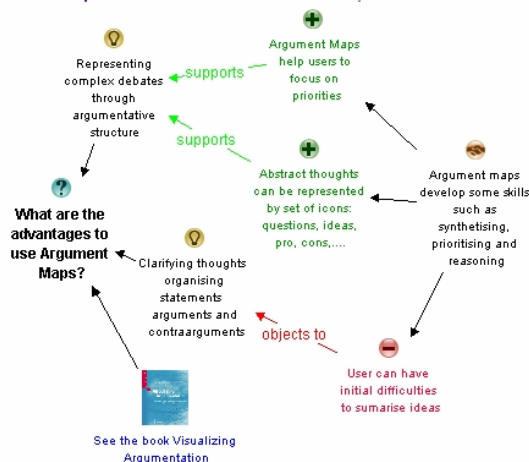 Representing
complex debates
through
argumentative
structure
supports
Argument Maps
help users to
focus on
priorities
supports
Abstract thoughts
can be represented
by set of icons:
questions, ideas,
pro, cons,....
Argument maps
develop some skills
such as
synthetising,
prioritising and
reasoning
?
What are the
advantages to
use Argument
Maps?
Clarifying thoughts
organising
statements
arguments and
contraarguments
objects to
User can have
initial difficulties
to sumarise ideas
See the book Visualizing
Argumentation